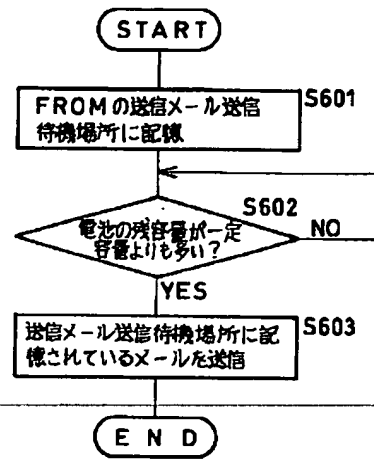 START
FROMの送信メール送信
待機場所に記憶
S601
S602
電池の残容量が一定
容量よりも多い?
NO
YES
送信メール送信待機場所に記
憶されているメールを送信
S603
END